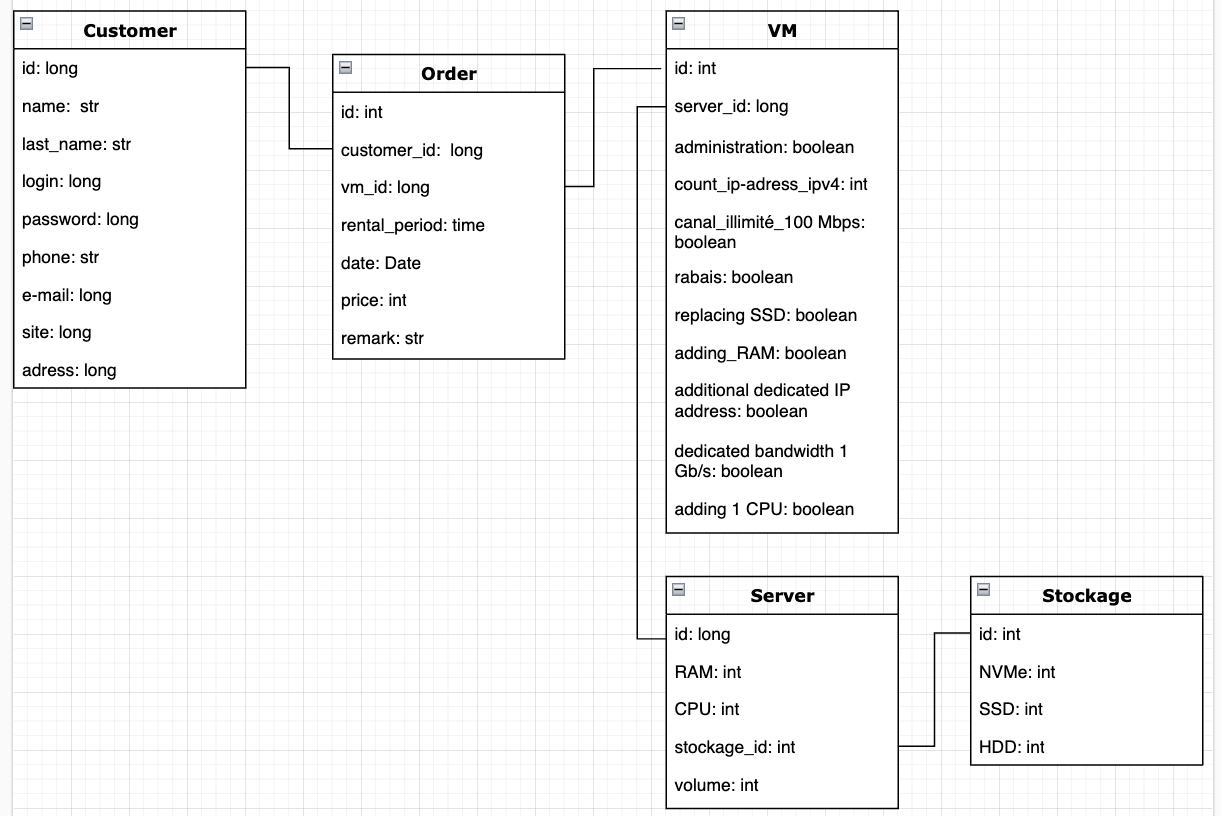 Customer
id: long
name:  str
last_name: str
login: long
password: long
phone: str
e-mail: long
site: long
adress: long
Order
id: int
customer_id:  long
vm_id: long
rental_period: time
date: Date
price: int
remark: str
VM
id: int
server_id: long
administration: boolean
count_ip-adress_ipv4: int
canal_illimité_100 Mbps:
boolean
rabais: boolean
replacing SSD: boolean
adding_RAM: boolean
additional dedicated IP
address: boolean
dedicated bandwidth 1
Gb/s: boolean
adding 1 CPU: boolean
Server
id: long
RAM: int
CPU: int
stockage_id: int
volume: int
Stockage
id: int
NVMe: int
SSD: int
HDD: int